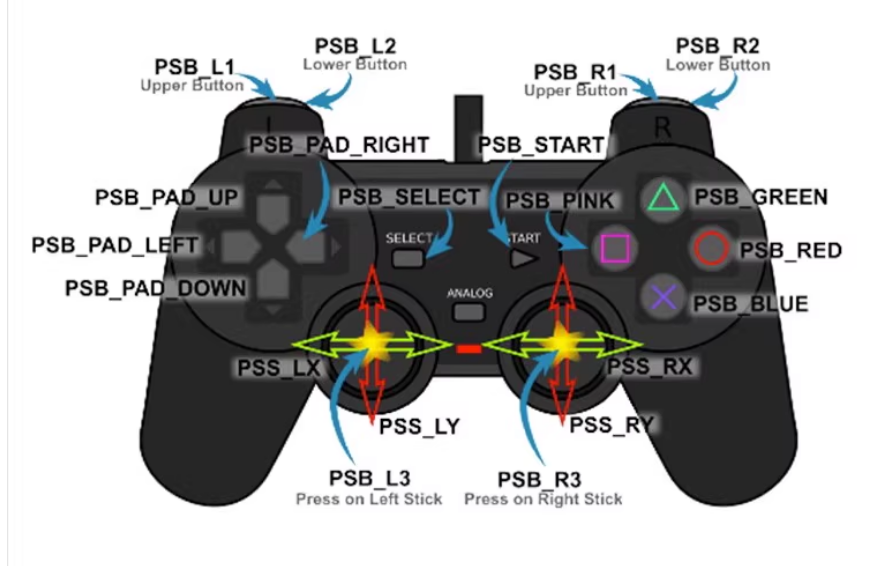 PSB_L2
Lower Button
PSB_R2
Lower Button
PSB_L1
Upper Button
PSB_R1
Upper Button
L
R
PSB_PAD_RIGHT
PSB_START
PSB_PAD_UP
PSB_SELECT
PSB_PINK
PSB_GREEN
PSB_PAD_LEFT
SELECT
START
PSB_RED
PSB_PAD_DOWN
ANALOG
PSB_BLUE
PSS_LX
PSS_RX
PSS_LY
PSS_RY
PSB_L3
Press on Left Stick
PSB_R3
Press on Right Stick